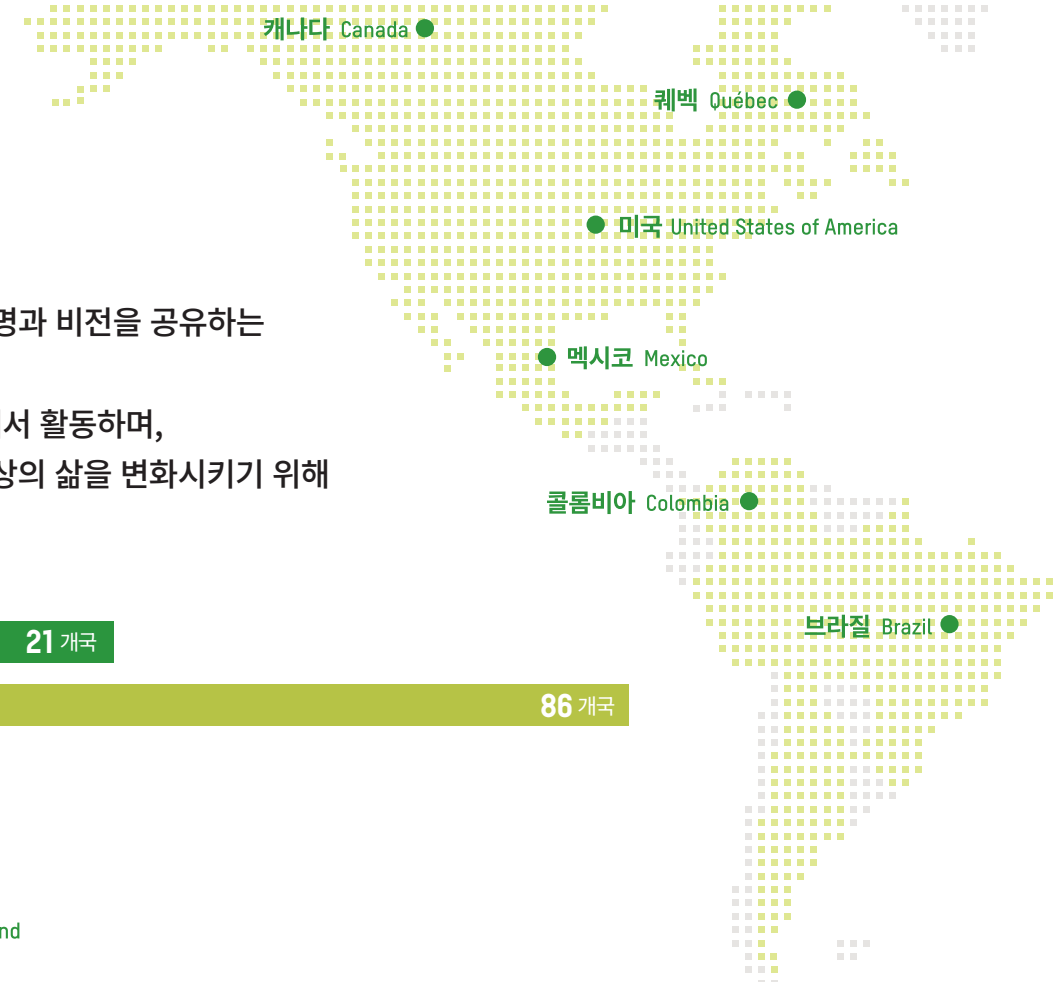 캐나다 Canada
퀘벡 Québec
미국 United States of America
명과 비전을 공유하는
멕시코 Mexico
서 활동하며,
상의 삶을 변화시키기 위해
콜롬비아 Colombia
브라질 Brazil
21 개국
86 개국
nd